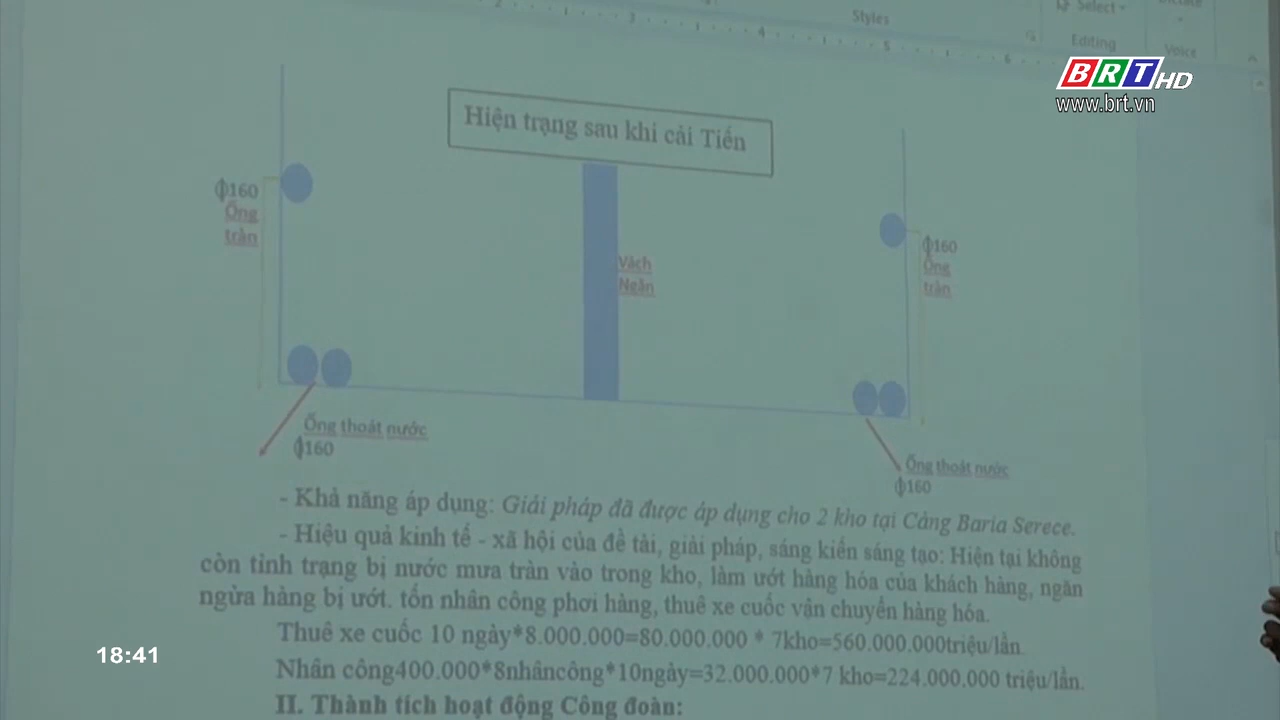 Styles
Select
Editing
Voice
BRT HD
www.brt.vn
Hiện trạng sau khi cải Tiến
ϕ160
Ống
tràn
Vách
Ngăn
ϕ160
Ống
tràn
Ống thoát nước
ϕ160
Ống thoát nước
ϕ160
- Khả năng áp dụng: Giải pháp đã được áp dụng cho 2 kho tại Cảng Baria Serece.
- Hiệu quả kinh tế - xã hội của đề tài, giải pháp, sáng kiến sáng tạo: Hiện tại không
còn tình trạng bị nước mưa tràn vào trong kho, làm ướt hàng hóa của khách hàng, ngăn
ngừa hàng bị ướt. tốn nhân công phơi hàng, thuê xe cuốc vận chuyển hàng hóa.
Thuê xe cuốc 10 ngày*8.000.000=80.000.000 * 7kho=560.000.000triệu/lần.
Nhân công400.000*8nhâncông*10ngày=32.000.000*7 kho=224.000.000 triệu/lần.
18:41
II. Thành tích hoạt động Công đoàn: